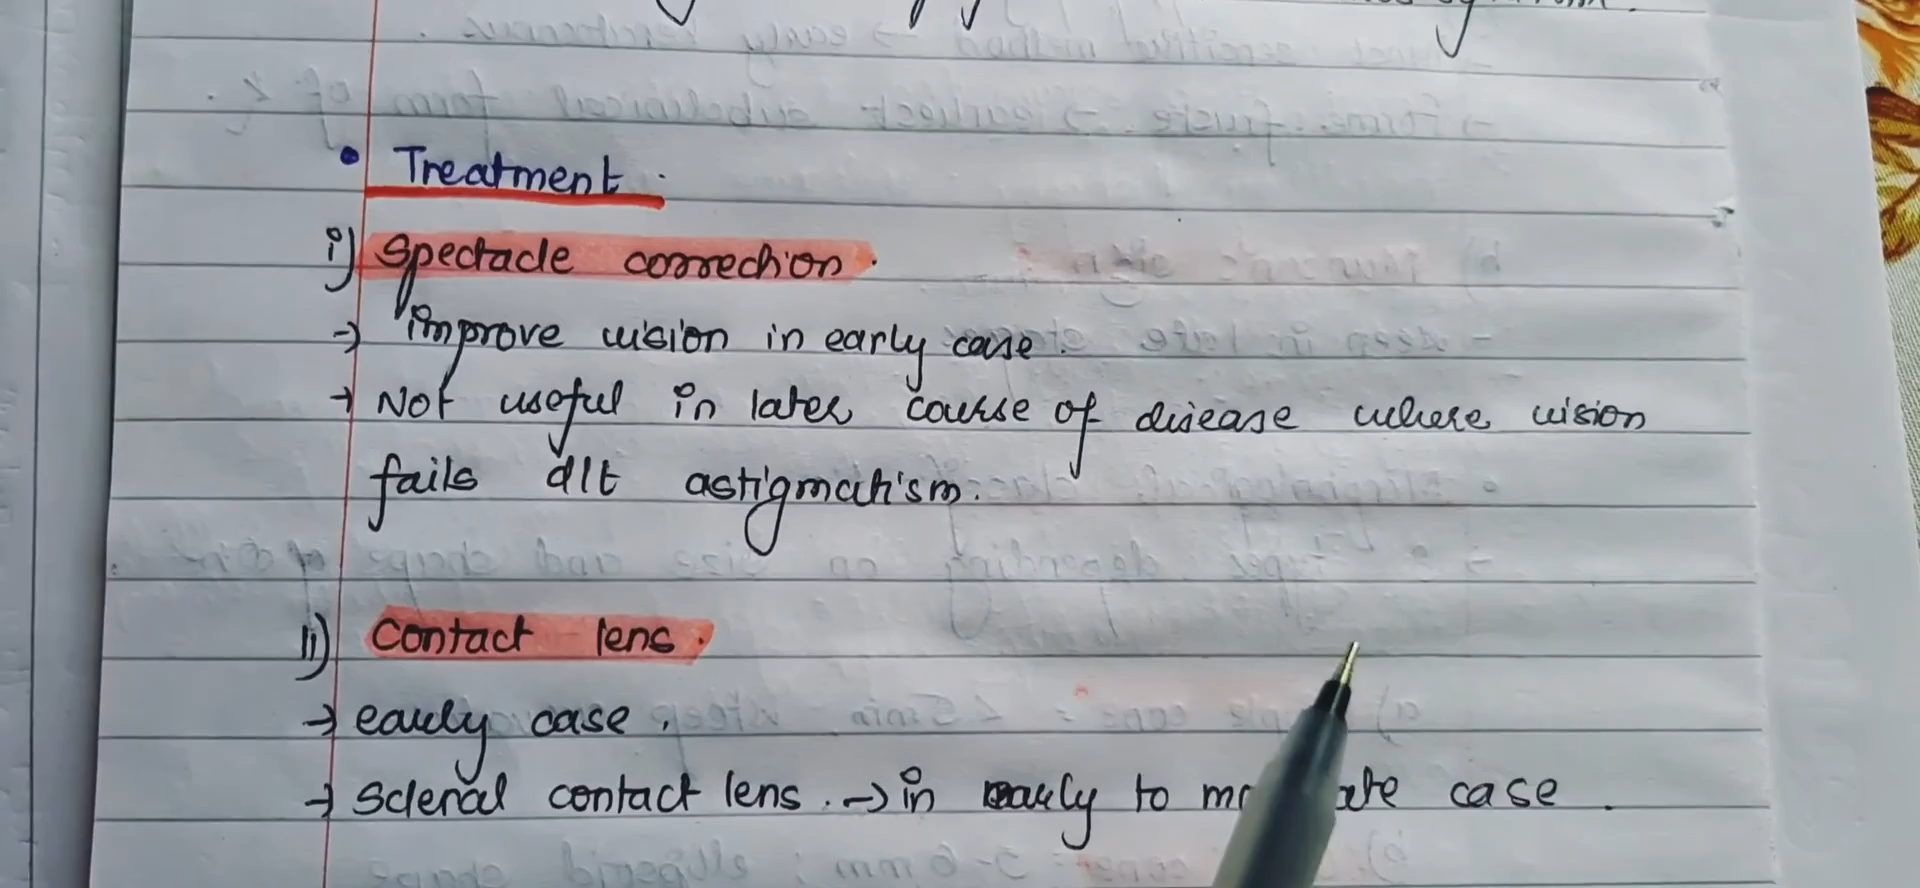 • Treatment.
i) Spectacle correction.
→ improve vision in early case.
→ Not useful in later course of disease where vision
fails dlt astigmatism.
ii) Contact lens.
→ early case.
→ Scleral contact lens. → in early to case.